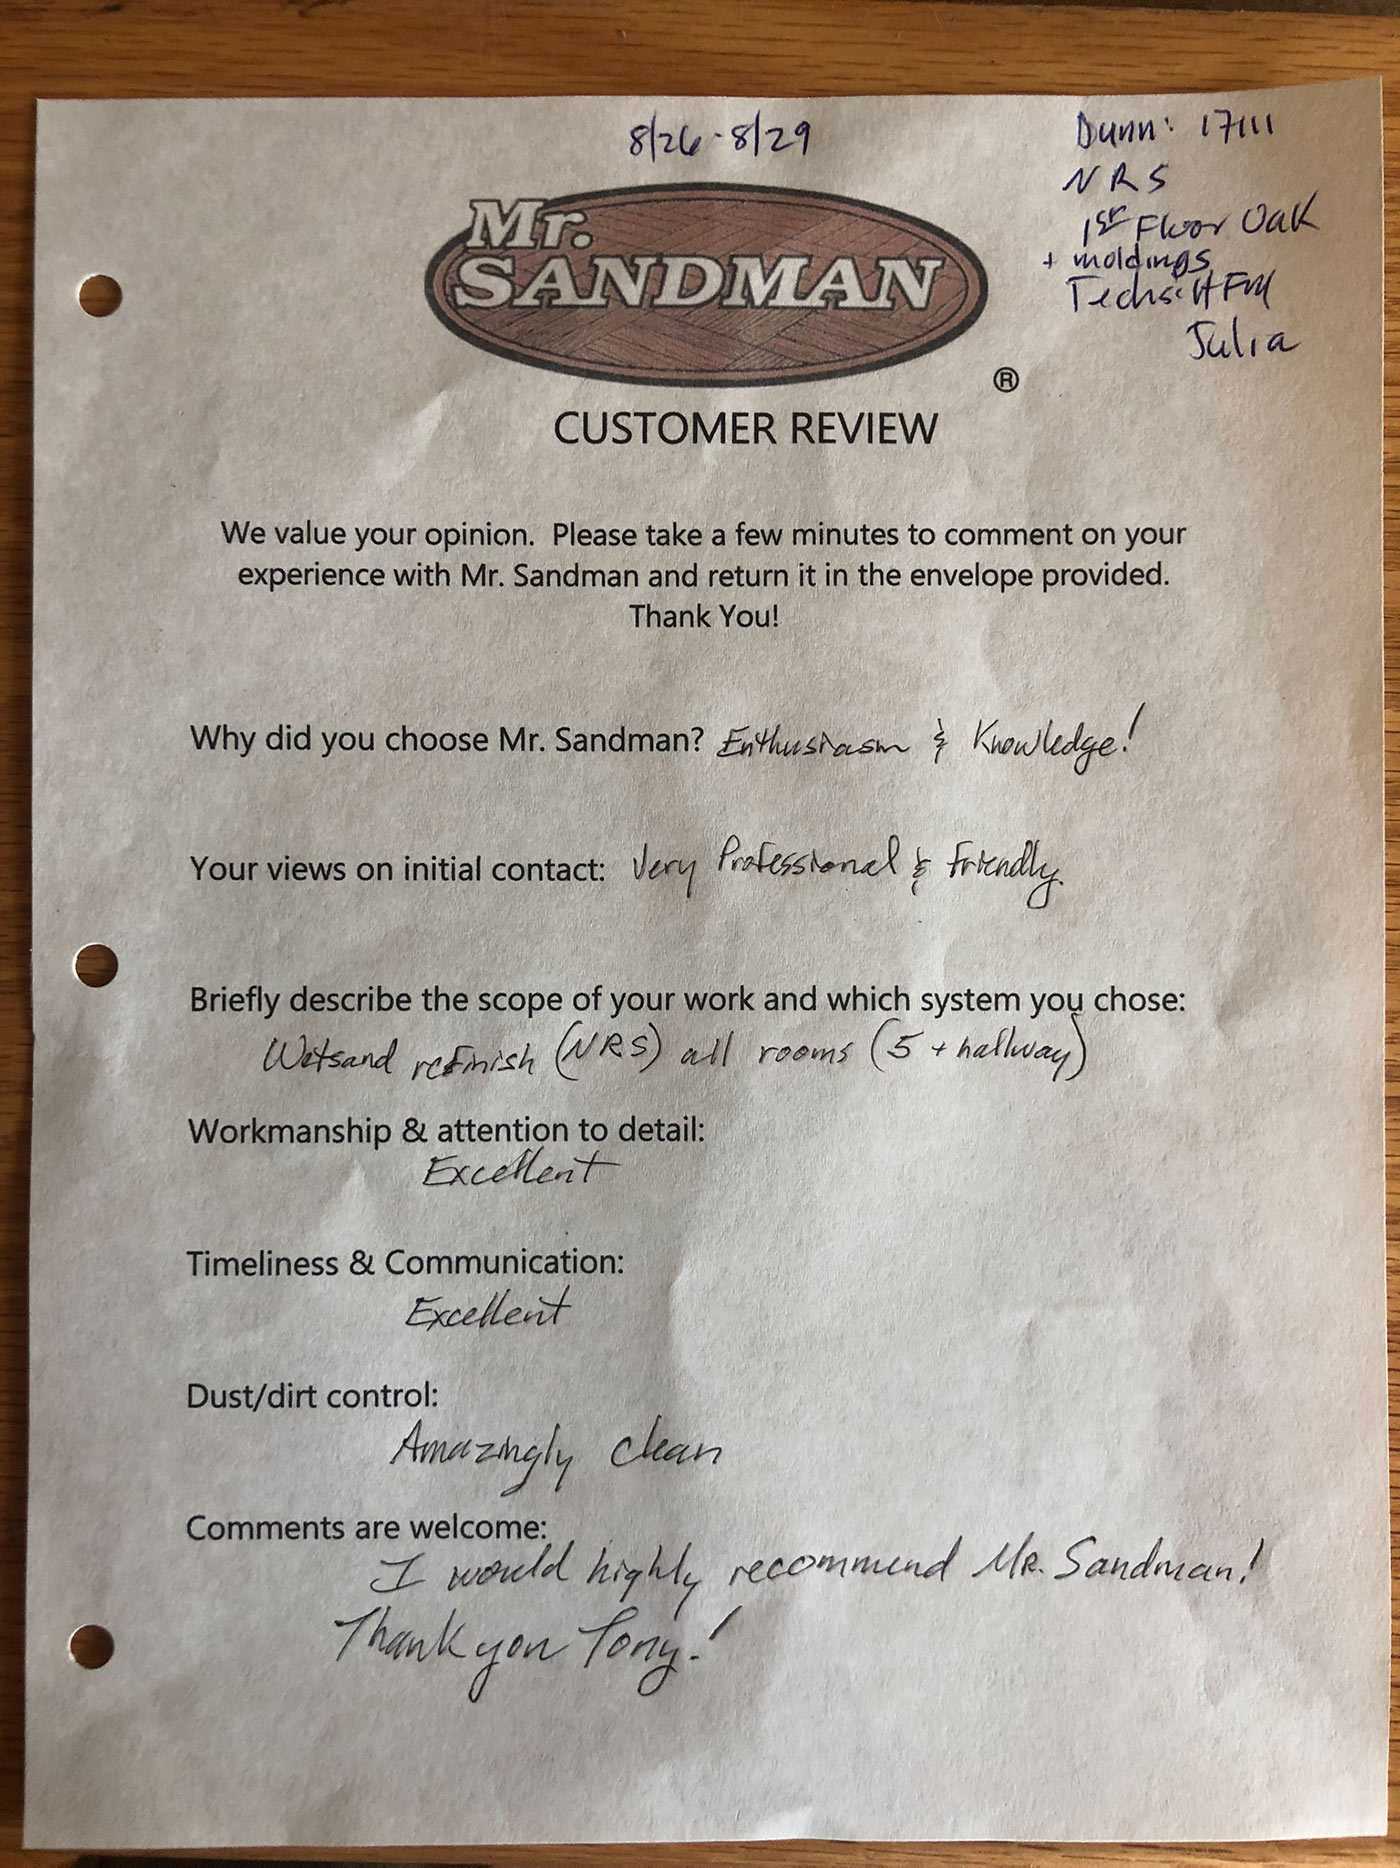 8/26-8/29
Dunn: 17111
NRS
1st Floor Oak
+ moldings
Techs:
Julia
Mr.
SANDMAN
®
CUSTOMER REVIEW
We value your opinion.  Please take a few minutes to comment on your
experience with Mr. Sandman and return it in the envelope provided.
Thank You!
Why did you choose Mr. Sandman? Enthusiasm & Knowledge!
Your views on initial contact: Very Professional & Friendly.
Briefly describe the scope of your work and which system you chose:
Wetsand refinish (NRS) all rooms (5 + hallway)
Workmanship & attention to detail:
Excellent
Timeliness & Communication:
Excellent
Dust/dirt control:
Amazingly clean
Comments are welcome:
I would highly recommend Mr. Sandman!
Thank you Tony!